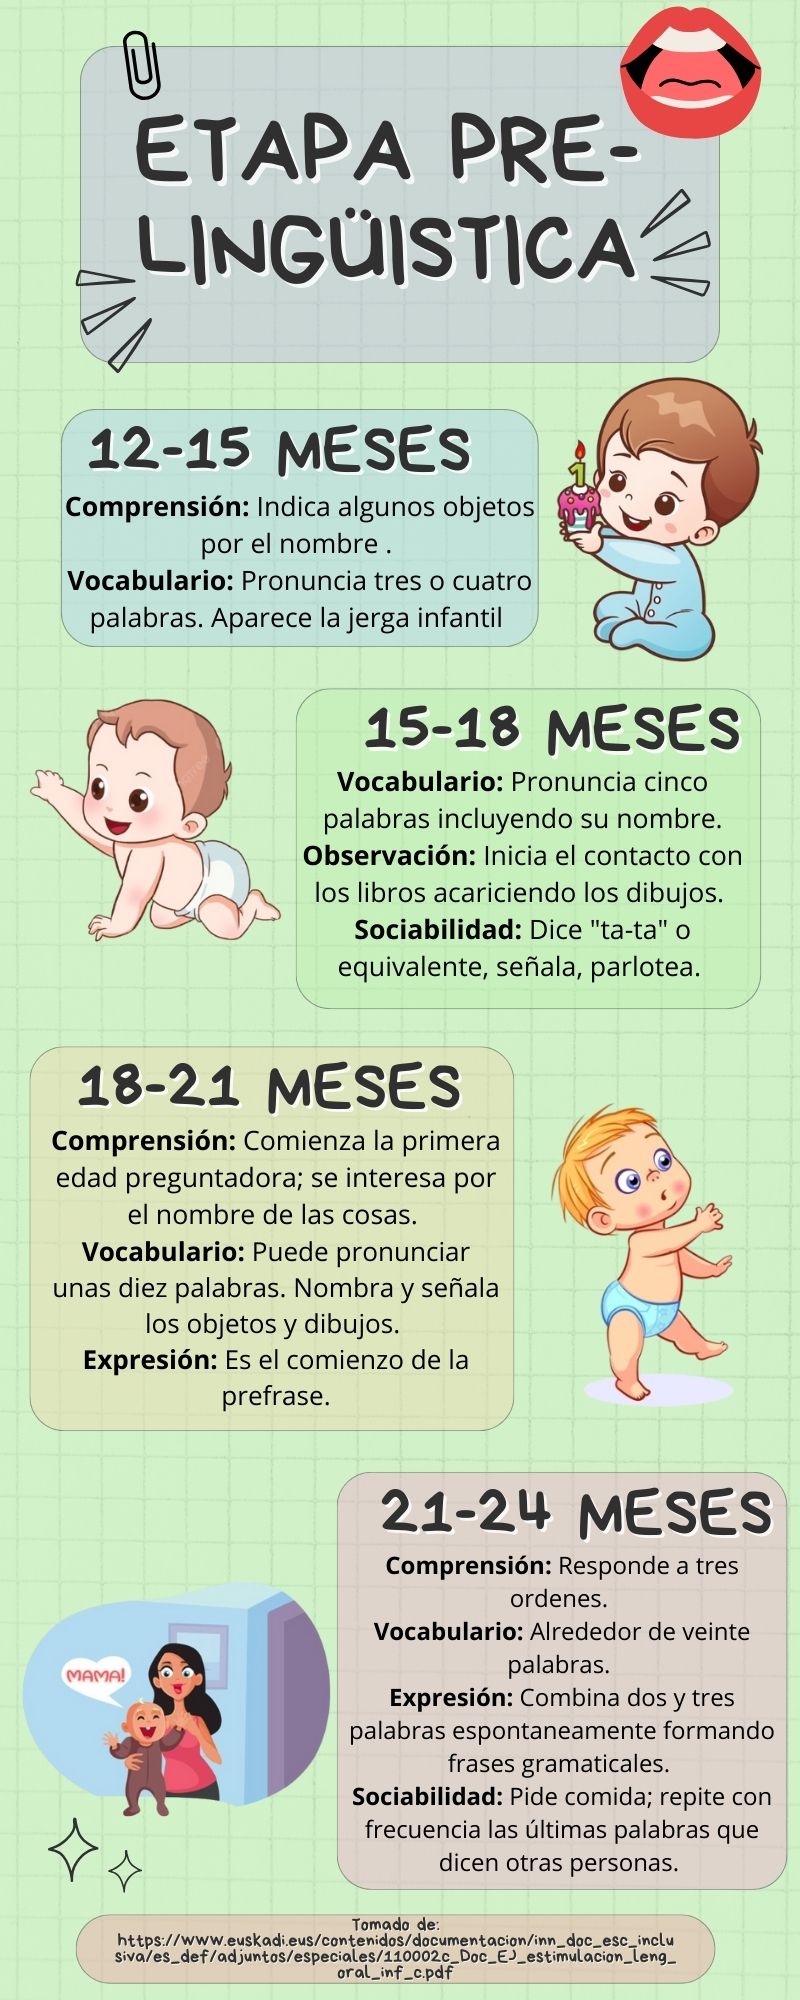 ETAPA PRE-
LINGÜISTICA
12-15 MESES
Comprensión: Indica algunos objetos
por el nombre .
Vocabulario: Pronuncia tres o cuatro
palabras. Aparece la jerga infantil
15-18 MESES
Vocabulario: Pronuncia cinco
palabras incluyendo su nombre.
Observación: Inicia el contacto con
los libros acariciendo los dibujos.
Sociabilidad: Dice "ta-ta" o
equivalente, señala, parlotea.
18-21 MESES
Comprensión: Comienza la primera
edad preguntadora; se interesa por
el nombre de las cosas.
Vocabulario: Puede pronunciar
unas diez palabras. Nombra y señala
los objetos y dibujos.
Expresión: Es el comienzo de la
prefrase.
21-24 MESES
Comprensión: Responde a tres
ordenes.
Vocabulario: Alrededor de veinte
palabras.
Expresión: Combina dos y tres
palabras espontaneamente formando
frases gramaticales.
Sociabilidad: Pide comida; repite con
frecuencia las últimas palabras que
dicen otras personas.
MAMA!
Tomado de:
https://www.euskadi.eus/contenidos/documentacion/inn_doc_esc_inclu
siva/es_def/adjuntos/especiales/110002c_Doc_EJ_estimulacion_leng_
oral_inf_c.pdf